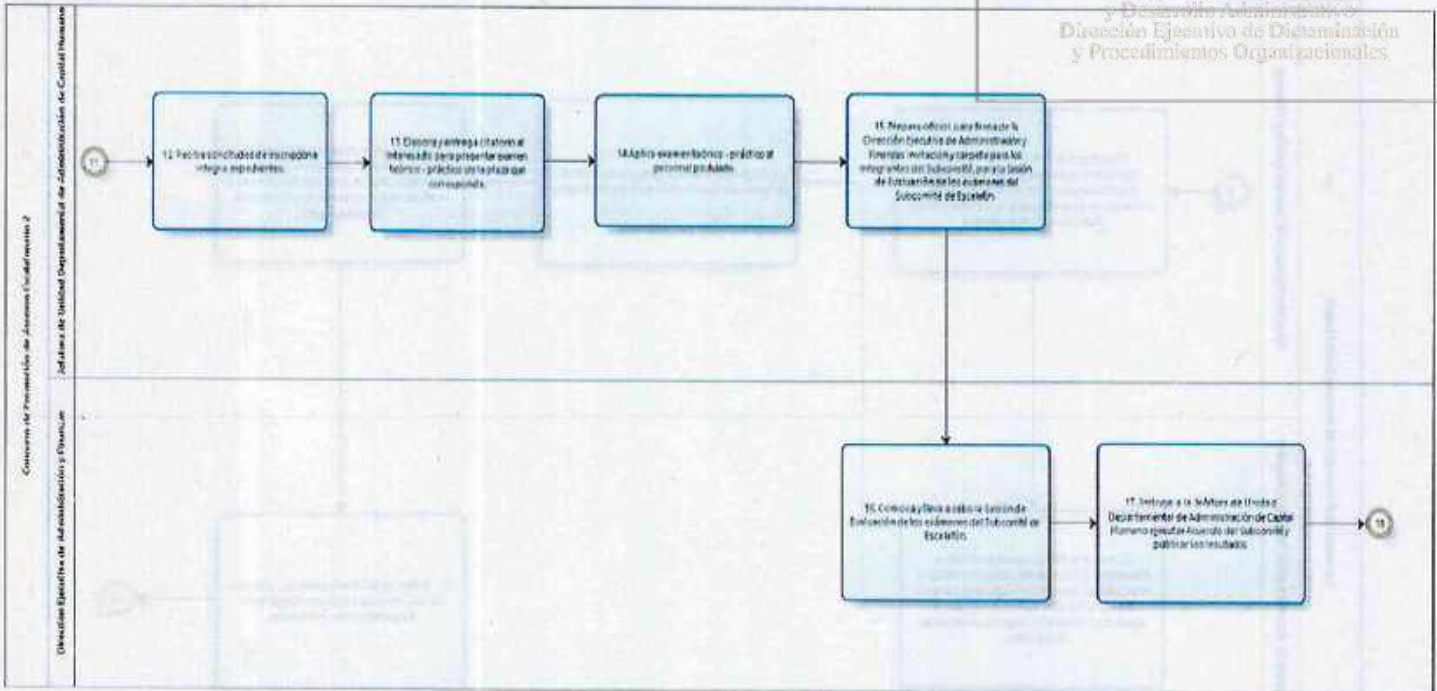 y Desarrollo Administrativo
Dirección Ejecutiva de Dictaminación
y Procedimientos Organizacionales
Concurso de Promoción de Ascenso Escalafonario 2
Jefatura de Unidad Departamental de Administración de Capital Humano
11
12. Recibe solicitudes de inscripción e
integra expedientes.
13. Elabora y entrega citatorio al
interesado para presentar examen
teórico - práctico de la plaza que
corresponda.
14. Aplica examen teórico - práctico al
personal postulado.
15. Prepara oficios para firma de la
Dirección Ejecutiva de Administración y
Finanzas invitación y carpeta para los
integrantes del Subcomité, para la Sesión
de Evaluación de los exámenes del
Subcomité de Escalafón.
Dirección Ejecutiva de Administración y Finanzas
16. Convoca y lleva a cabo la Sesión de
Evaluación de los exámenes del Subcomité de
Escalafón.
17. Instruye a la Jefatura de Unidad
Departamental de Administración de Capital
Humano ejecutar Acuerdo del Subcomité y
publicar los resultados.
18